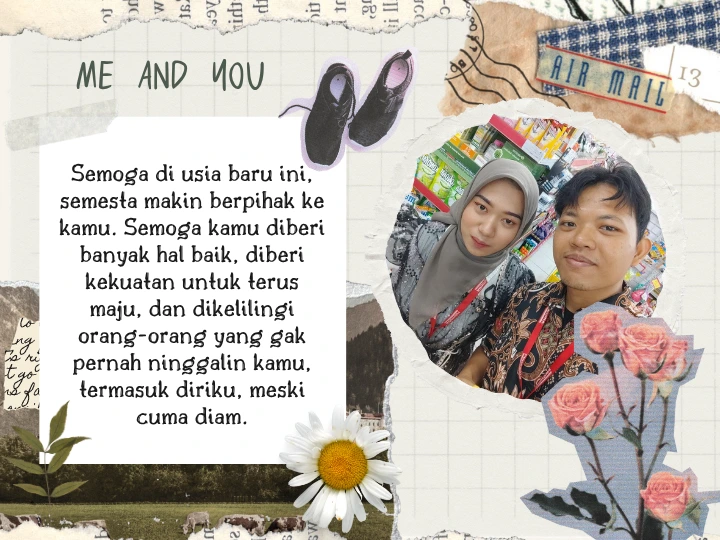 ME AND YOU
AIR MAIL
13
Semoga di usia baru ini,
semesta makin berpihak ke
kamu. Semoga kamu diberi
banyak hal baik, diberi
kekuatan untuk terus
maju, dan dikelilingi
orang-orang yang gak
pernah ninggalin kamu,
termasuk diriku, meski
cuma diam.